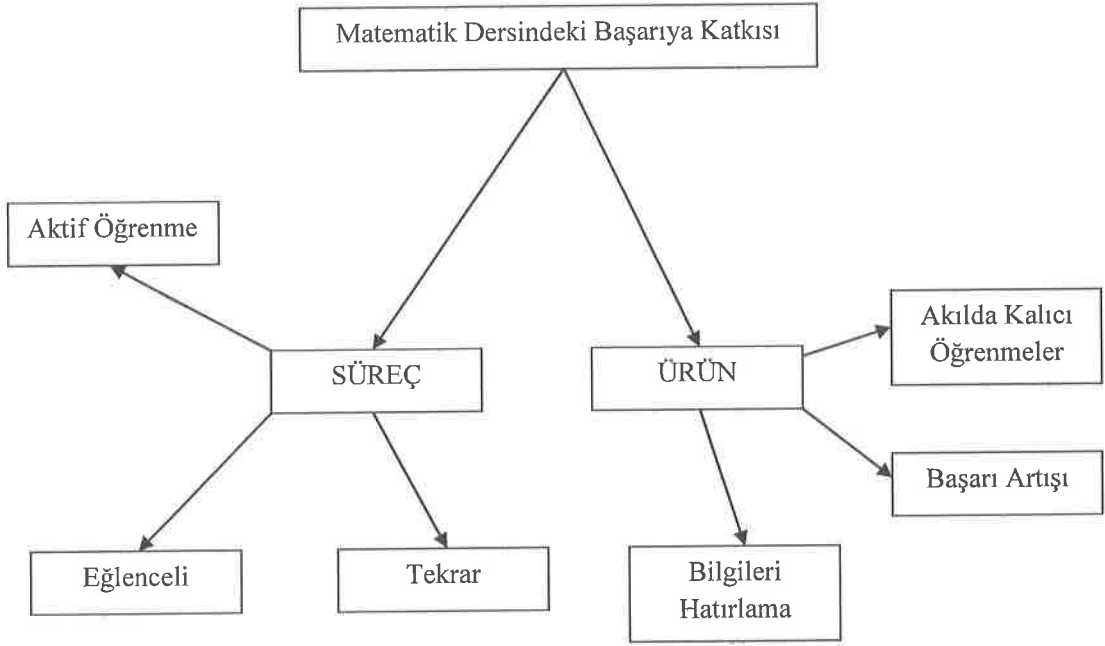 Matematik Dersindeki Başarıya Katkısı
Aktif Öğrenme
Akılda Kalıcı
Öğrenmeler
SÜREÇ
ÜRÜN
Başarı Artışı
Eğlenceli
Tekrar
Bilgileri
Hatırlama